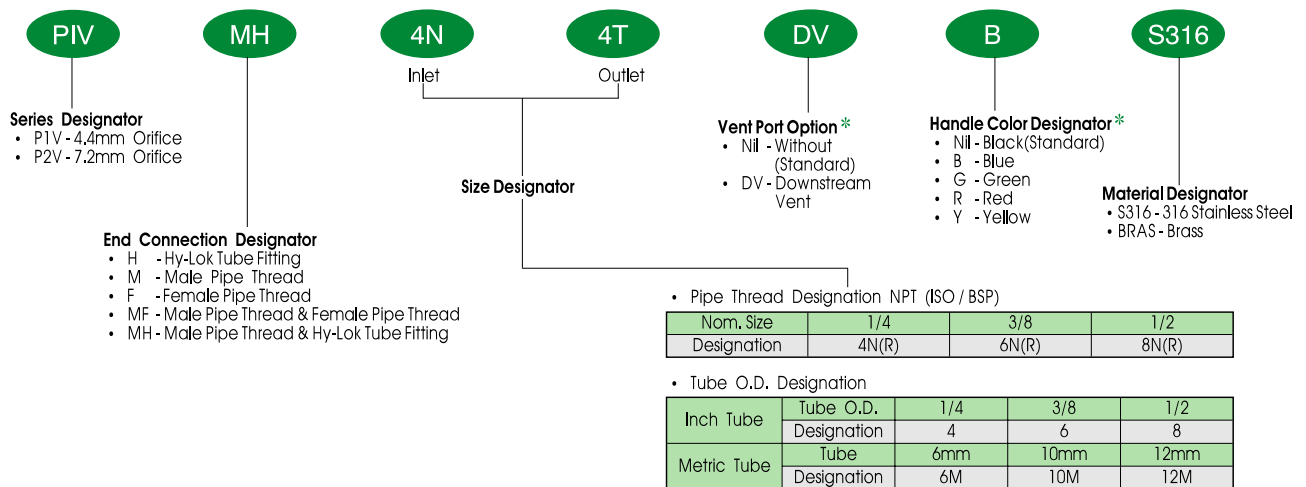 PIV MH 4N 4T DV B S316
Inlet Outlet
Series Designator
• P1V - 4.4mm Orifice
• P2V - 7.2mm Orifice
End Connection Designator
• H - Hy-Lok Tube Fitting
• M - Male Pipe Thread
• F - Female Pipe Thread
• MF - Male Pipe Thread & Female Pipe Thread
• MH - Male Pipe Thread & Hy-Lok Tube Fitting
Size Designator
Vent Port Option *
• Nil - Without
(Standard)
• DV - Downstream
Vent
Handle Color Designator *
• Nil - Black(Standard)
• B - Blue
• G - Green
• R - Red
• Y - Yellow
Material Designator
• S316 - 316 Stainless Steel
• BRAS - Brass
• Pipe Thread Designation NPT (ISO / BSP)
Nom. Size 1/4 3/8 1/2
Designation 4N(R) 6N(R) 8N(R)
• Tube O.D. Designation
Inch Tube Tube O.D. 1/4 3/8 1/2
Designation 4 6 8
Metric Tube Tube 6mm 10mm 12mm
Designation 6M 10M 12M